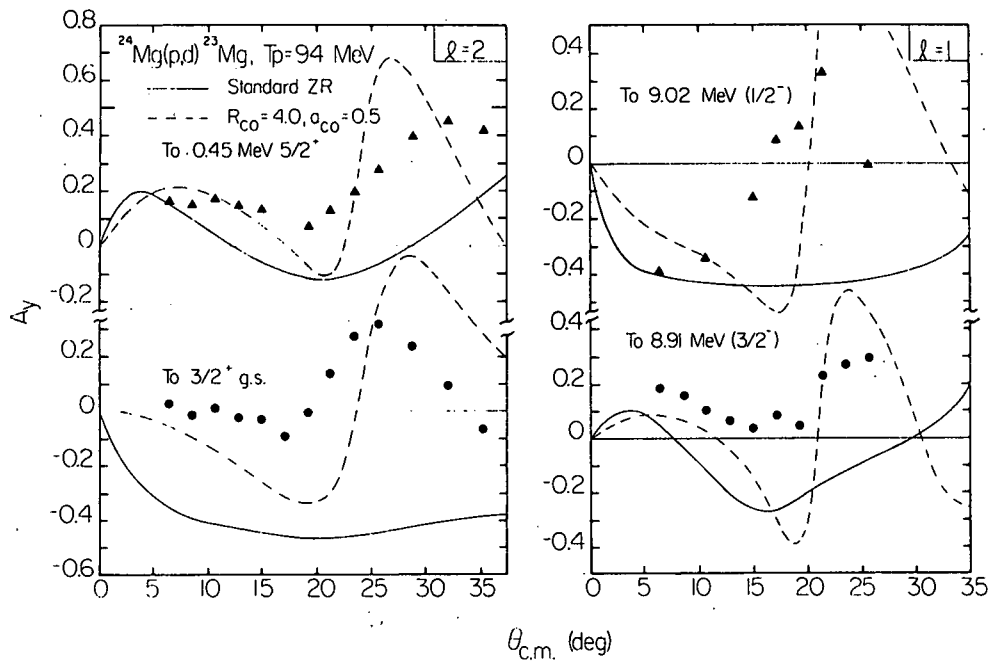 24Mg(p,d) 23Mg, Tp=94 MeV
ℓ=2
Standard ZR
Rco=4.0, aco=0.5
To 0.45 MeV 5/2+
To 3/2+ g.s.
0.8
0.6
0.4
0.2
0
-0.2
0.2
0
-0.2
-0.4
-0.6
Ay
0 5 10 15 20 25 30 35
ℓ=1
To 9.02 MeV (1/2-)
To 8.91 MeV (3/2-)
0.4
0.2
0
-0.2
-0.4
0.4
0.2
0
-0.2
-0.4
0 5 10 15 20 25 30 35
θc.m. (deg)